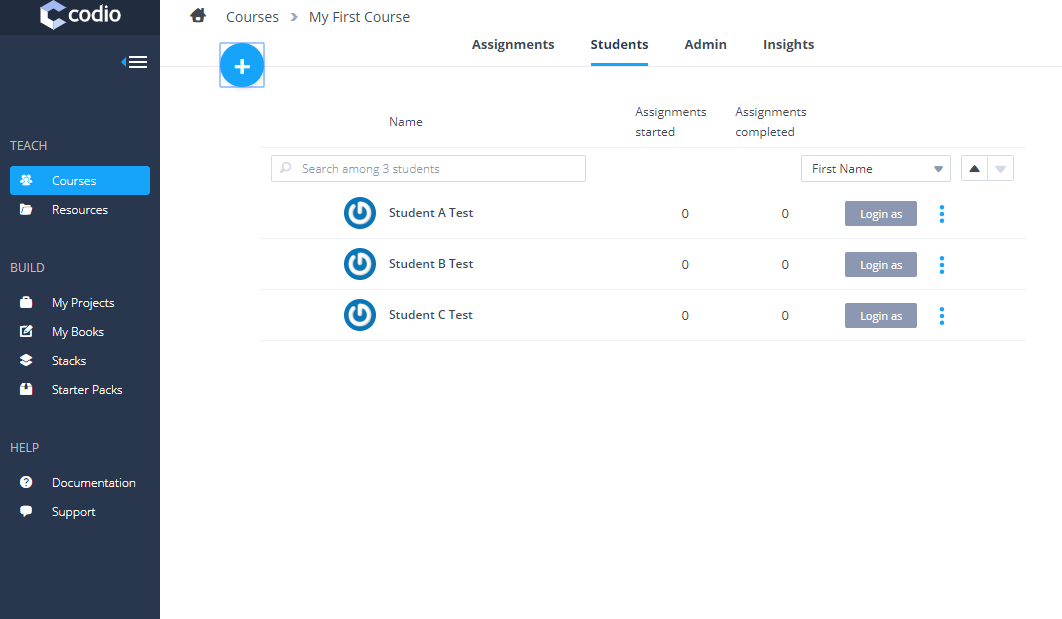 codio
Courses > My First Course
Assignments Students Admin Insights
TEACH
Courses
Resources
BUILD
My Projects
My Books
Stacks
Starter Packs
HELP
Documentation
Support
Name
Assignments started
Assignments completed
Search among 3 students
First Name
Student A Test 0 0 Login as
Student B Test 0 0 Login as
Student C Test 0 0 Login as